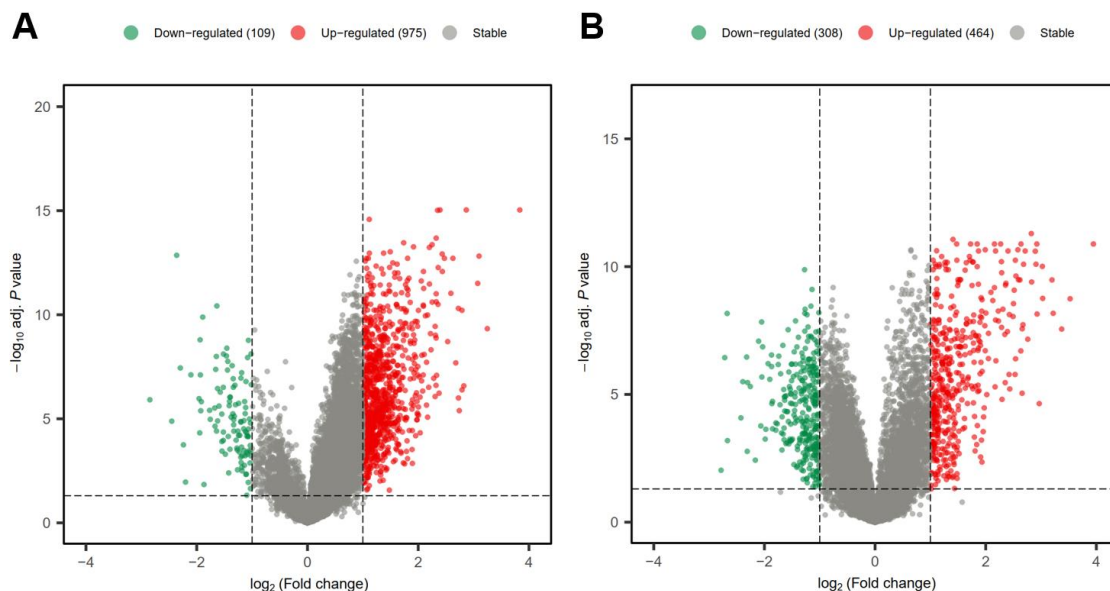 A
Down−regulated (109) Up−regulated (975) Stable
20
15
10
5
0
−log10 adj. P value
−4 −2 0 2 4
log2 (Fold change)
B
Down−regulated (308) Up−regulated (464) Stable
15
10
5
0
−log10 adj. P value
−4 −2 0 2 4
log2 (Fold change)